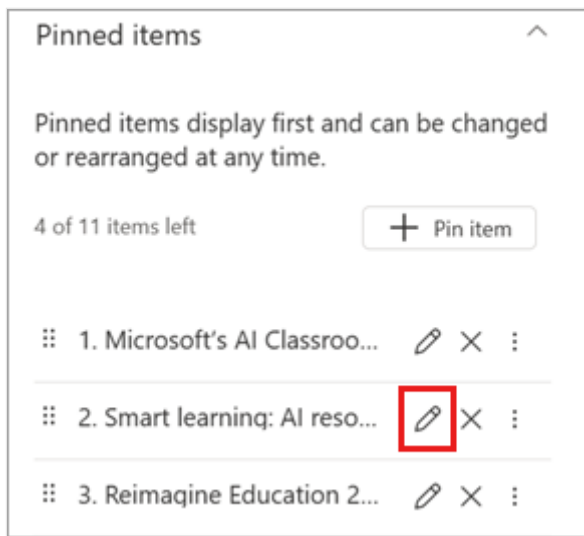 Pinned items
Pinned items display first and can be changed
or rearranged at any time.
4 of 11 items left
Pin item
1. Microsoft's AI Classroo...
2. Smart learning: AI reso...
3. Reimagine Education 2...